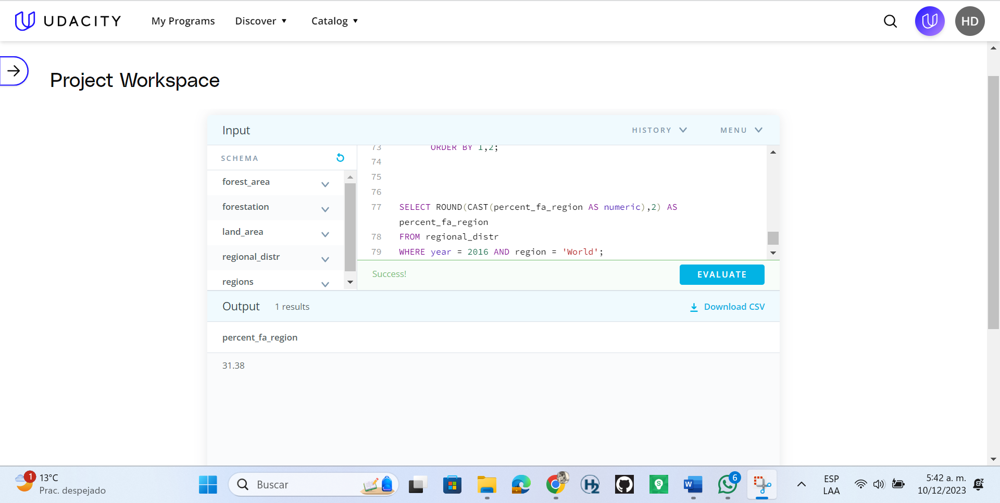 UDACITY My Programs Discover Catalog HD
Project Workspace
Input HISTORY MENU
SCHEMA
forest_area
forestation
land_area
regional_distr
regions
73 ORDER BY 1,2;
74
75
76
77 SELECT ROUND(CAST(percent_fa_region AS numeric),2) AS
percent_fa_region
78 FROM regional_distr
79 WHERE year = 2016 AND region = 'World';
Success! EVALUATE
Output 1 results Download CSV
percent_fa_region
31.38
1 13°C
Prac. despejado
Buscar
H2
S
W
6
ESP
LAA
5:42 a. m.
10/12/2023